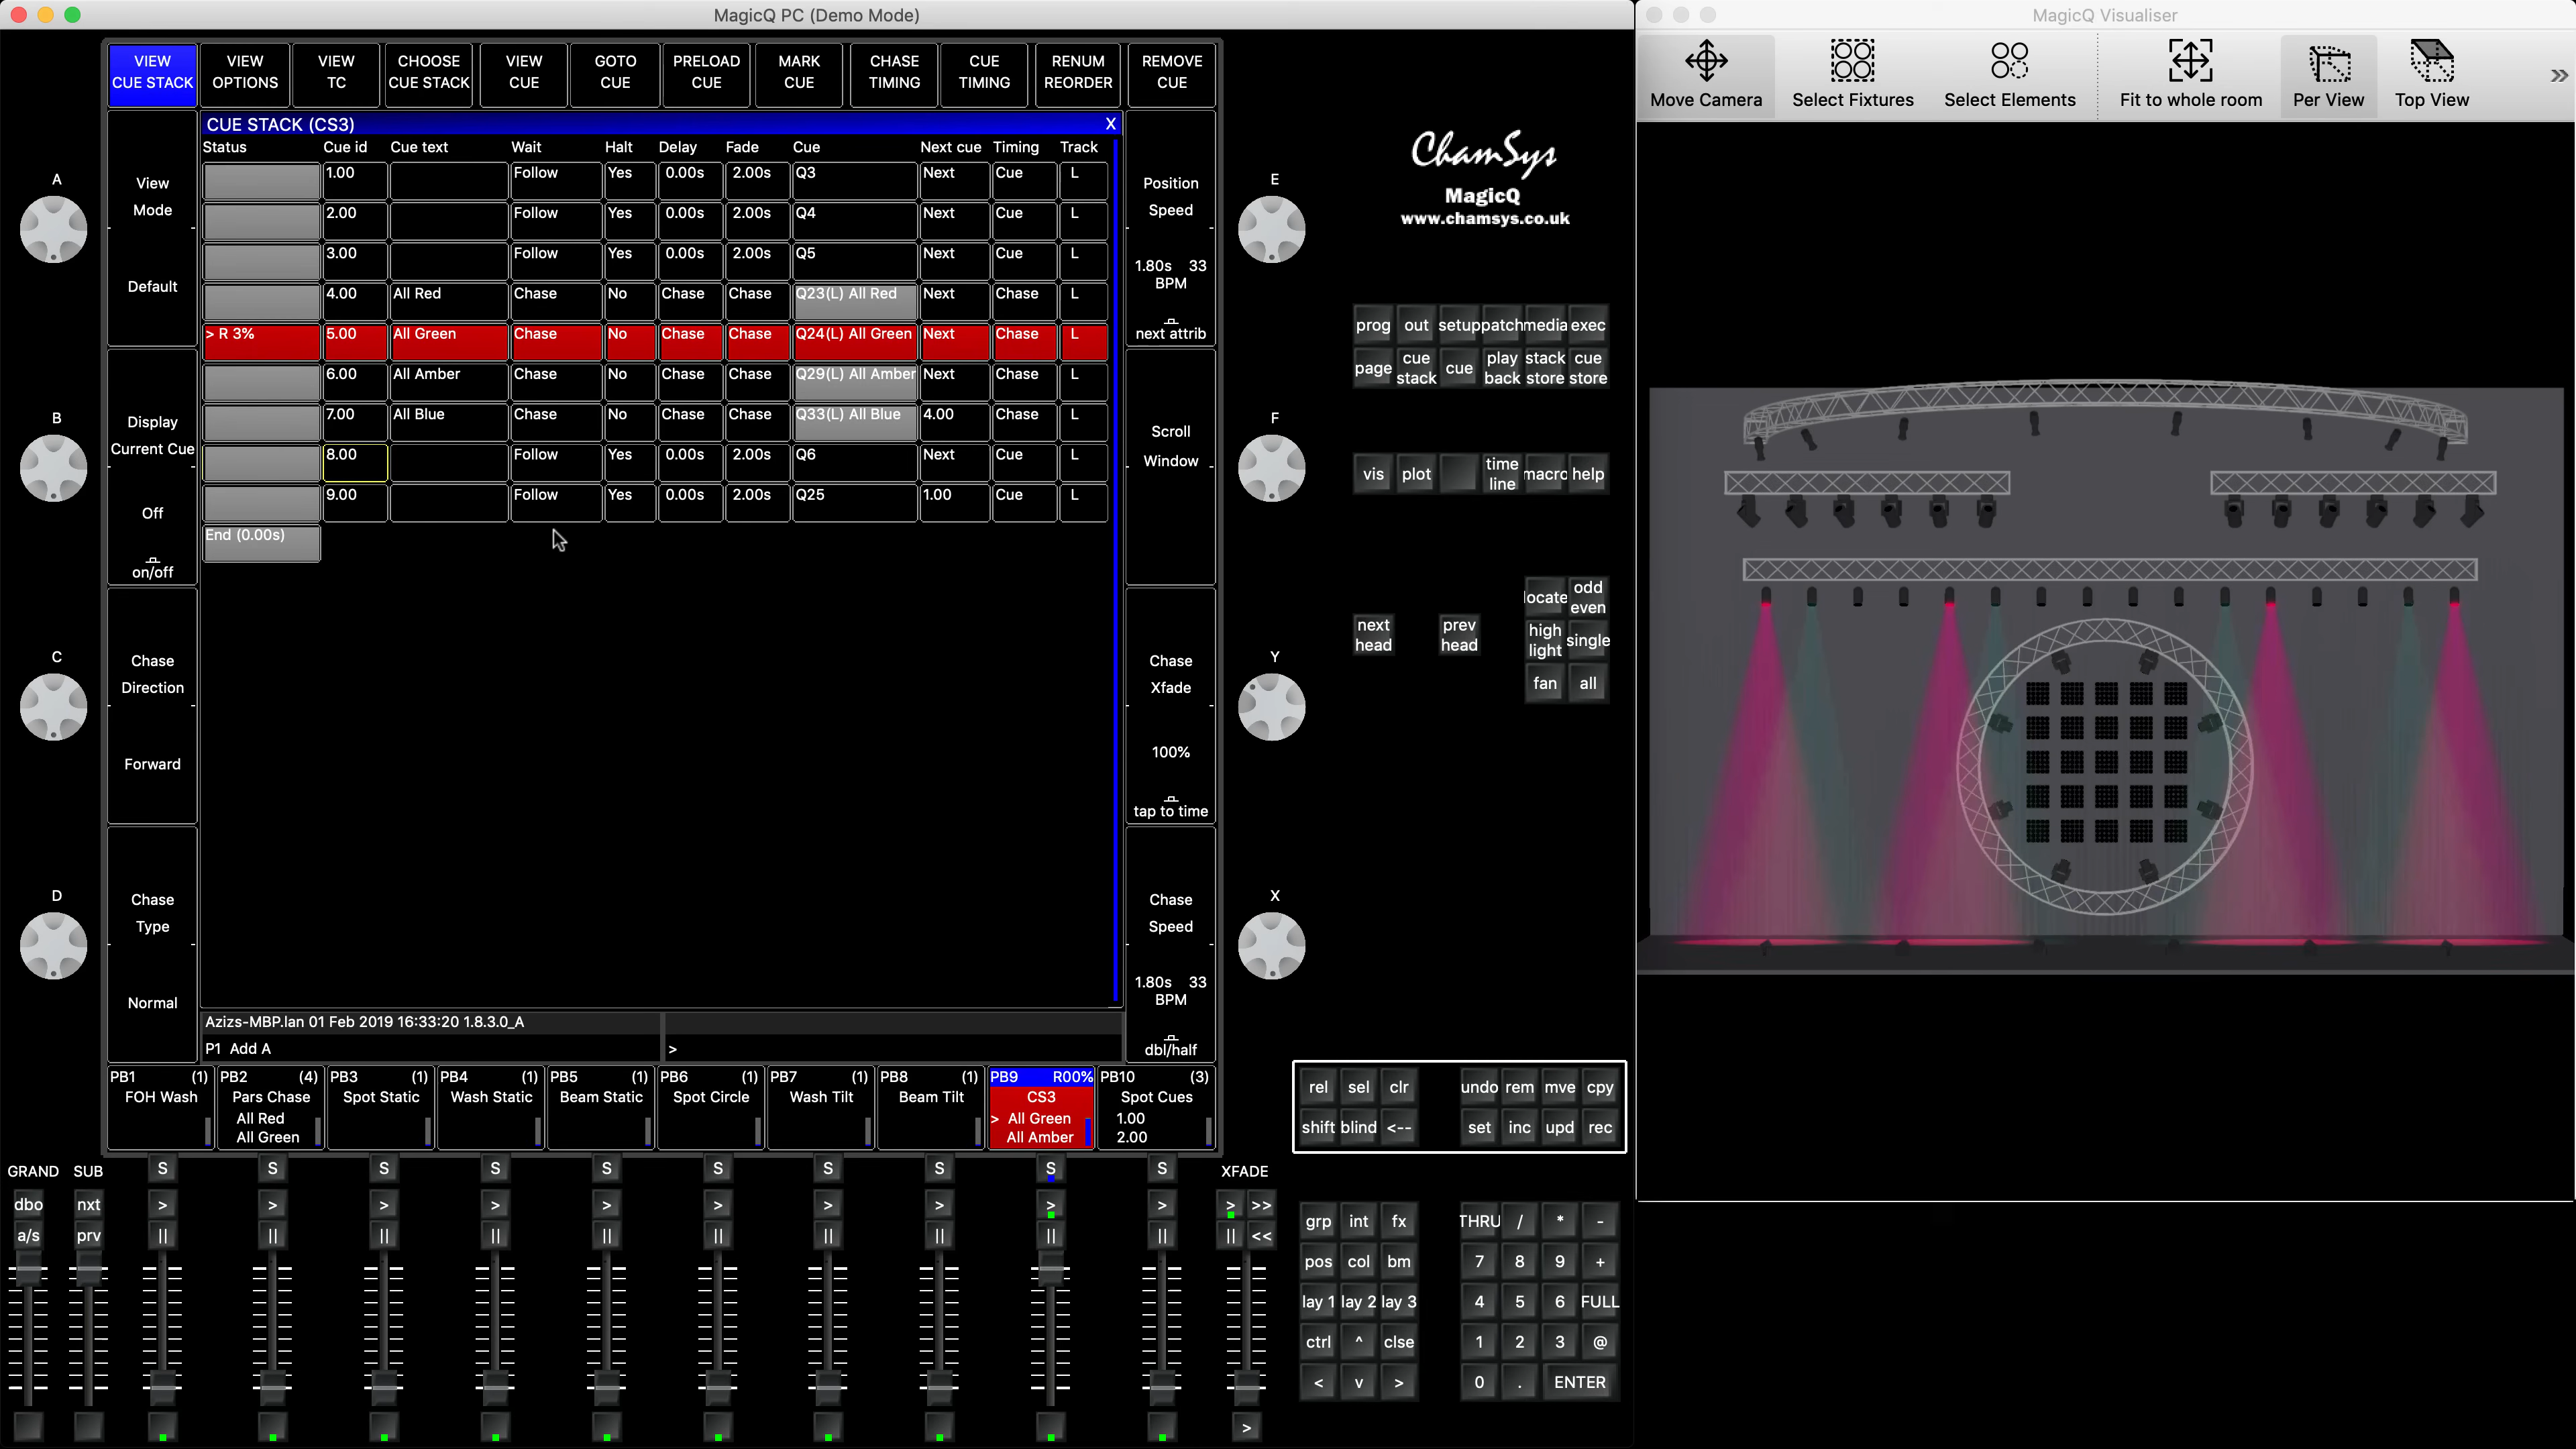 MagicQ PC (Demo Mode)
MagicQ Visualiser
VIEW CUE STACK
VIEW OPTIONS
VIEW TC
CHOOSE CUE STACK
VIEW CUE
GOTO CUE
PRELOAD CUE
MARK CUE
CHASE TIMING
CUE TIMING
RENUM REORDER
REMOVE CUE
Move Camera
Select Fixtures
Select Elements
Fit to whole room
Per View
Top View
»
CUE STACK (CS3) X
Status Cue id Cue text Wait Halt Delay Fade Cue Next cue Timing Track
1.00 Follow Yes 0.00s 2.00s Q3 Next Cue L
2.00 Follow Yes 0.00s 2.00s Q4 Next Cue L
3.00 Follow Yes 0.00s 2.00s Q5 Next Cue L
4.00 All Red Chase No Chase Chase Q23(L) All Red Next Chase L
> R 3% 5.00 All Green Chase No Chase Chase Q24(L) All Green Next Chase L
6.00 All Amber Chase No Chase Chase Q29(L) All Amber Next Chase L
7.00 All Blue Chase No Chase Chase Q33(L) All Blue 4.00 Chase L
8.00 Follow Yes 0.00s 2.00s Q6 Next Cue L
9.00 Follow Yes 0.00s 2.00s Q25 1.00 Cue L
End (0.00s)
A
View
Mode
Default
B
Display
Current Cue
Off
on/off
C
Chase
Direction
Forward
D
Chase
Type
Normal
Position
Speed
1.80s 33
BPM
next attrib
E
Scroll
Window
F
Chase
Xfade
100%
tap to time
Y
Chase
Speed
1.80s 33
BPM
dbl/half
X
ChamSys
MagicQ
www.chamsys.co.uk
prog out setup patch media exec
page cue stack cue play back stack store cue store
vis plot time line macro help
locate odd even
next head prev head high light single
fan all
Azizs-MBP.lan 01 Feb 2019 16:33:20 1.8.3.0_A
P1 Add A >
PB1 (1) PB2 (4) PB3 (1) PB4 (1) PB5 (1) PB6 (1) PB7 (1) PB8 (1) PB9 R00% PB10 (3)
FOH Wash Pars Chase Spot Static Wash Static Beam Static Spot Circle Wash Tilt Beam Tilt CS3 Spot Cues
All Red > All Green 1.00
All Green All Amber 2.00
rel sel clr undo rem mve cpy
shift blind <-- set inc upd rec
GRAND SUB S S S S S S S S S S XFADE
dbo nxt > > > > > > > > > > > >>
a/s prv || || || || || || || || || || || <<
grp int fx THRU / * -
pos col bm 7 8 9 +
lay 1 lay 2 lay 3 4 5 6 FULL
ctrl ^ clse 1 2 3 @
< v > 0 . ENTER
>